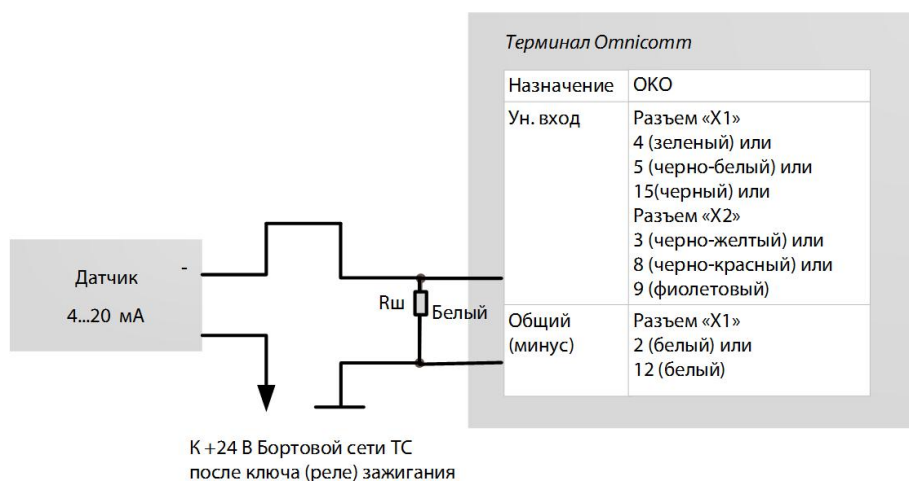 Терминал Omnicomm
Назначение ОКО
Ун. вход Разъем «X1»
4 (зеленый) или
5 (черно-белый) или
15(черный) или
Разъем «X2»
3 (черно-желтый) или
8 (черно-красный) или
9 (фиолетовый)
Общий Разъем «X1»
(минус) 2 (белый) или
12 (белый)
Датчик -
4...20 мА
Rш Белый
К +24 В Бортовой сети ТС
после ключа (реле) зажигания